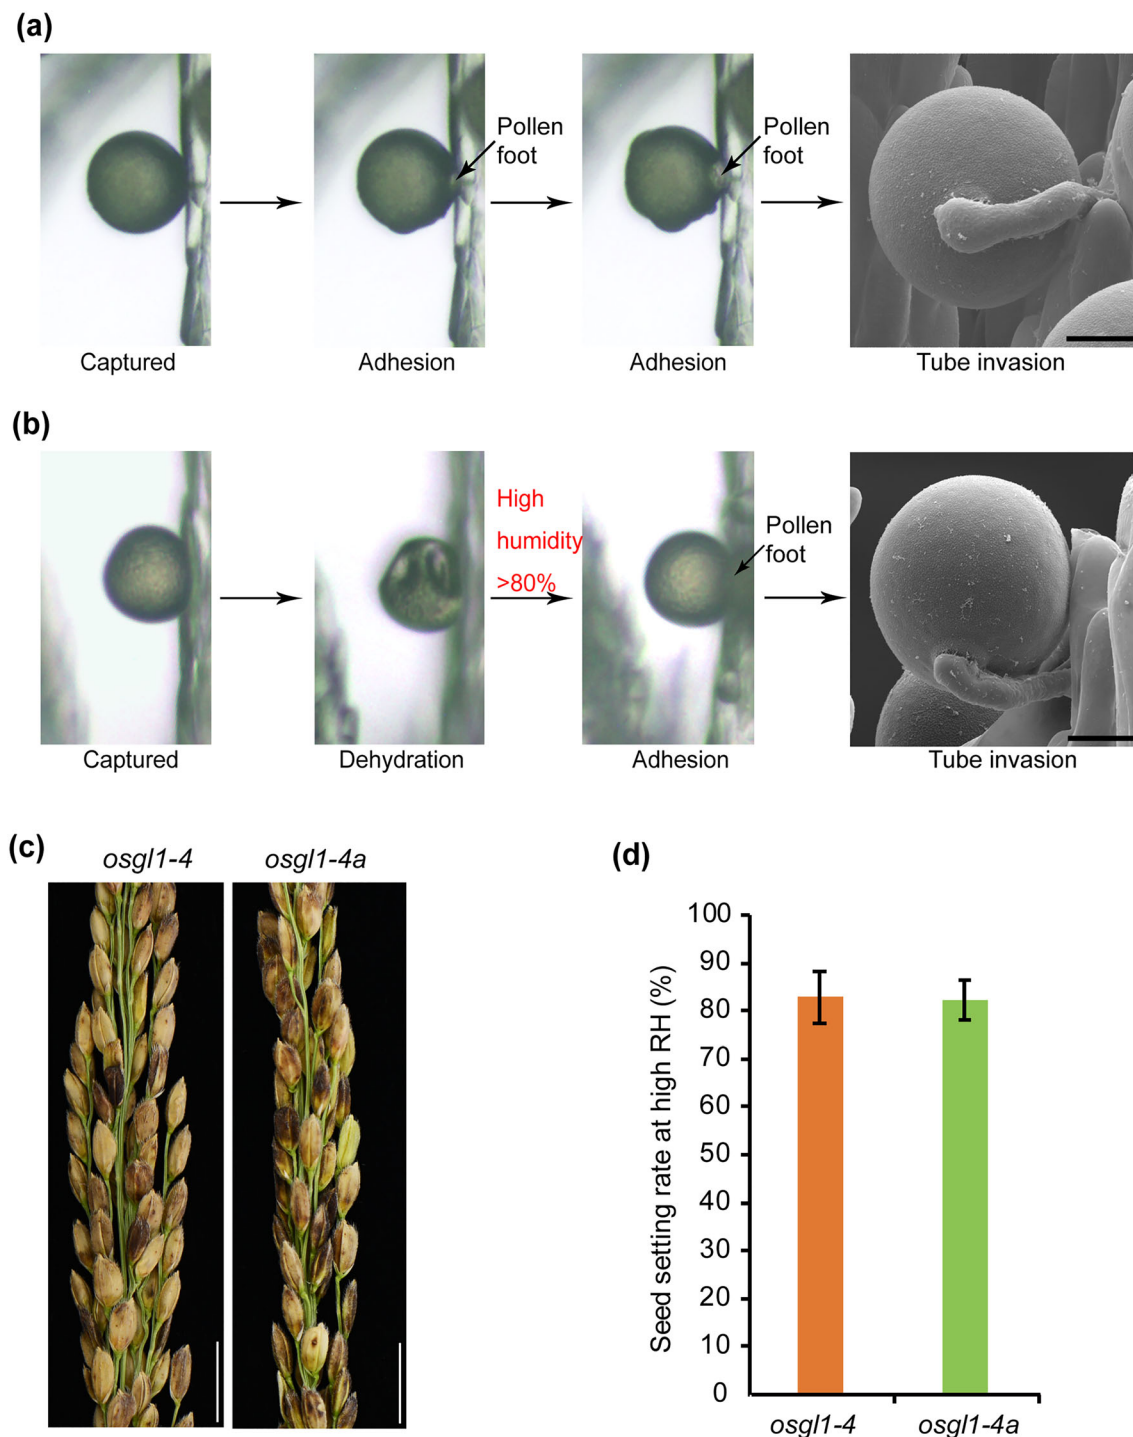 (a)
Pollen
foot
Pollen
foot
Captured
Adhesion
Adhesion
Tube invasion
(b)
High
humidity
>80%
Pollen
foot
Captured
Dehydration
Adhesion
Tube invasion
(c)
osgl1-4
osgl1-4a
(d)
Seed setting rate at high RH (%)
100
90
80
70
60
50
40
30
20
10
0
osgl1-4
osgl1-4a